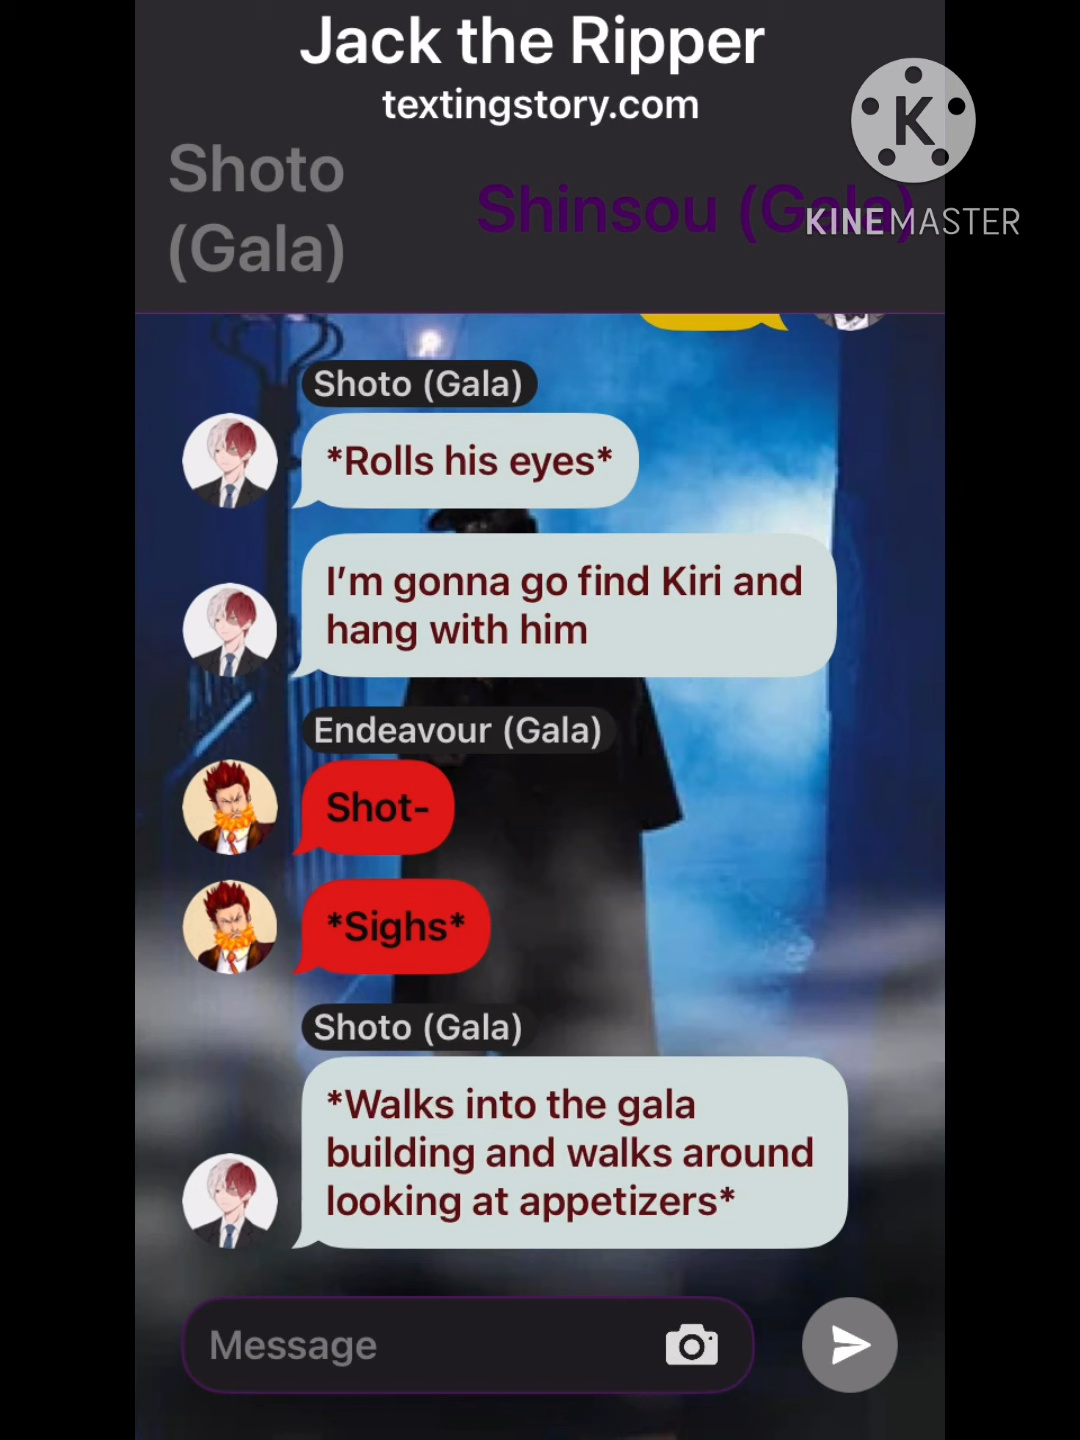 Jack the Ripper
textingstory.com
Shoto
(Gala)
Shinsou (Gala)
K
KINEMASTER
Shoto (Gala)
*Rolls his eyes*
I'm gonna go find Kiri and
hang with him
Endeavour (Gala)
Shot-
*Sighs*
Shoto (Gala)
*Walks into the gala
building and walks around
looking at appetizers*
Message